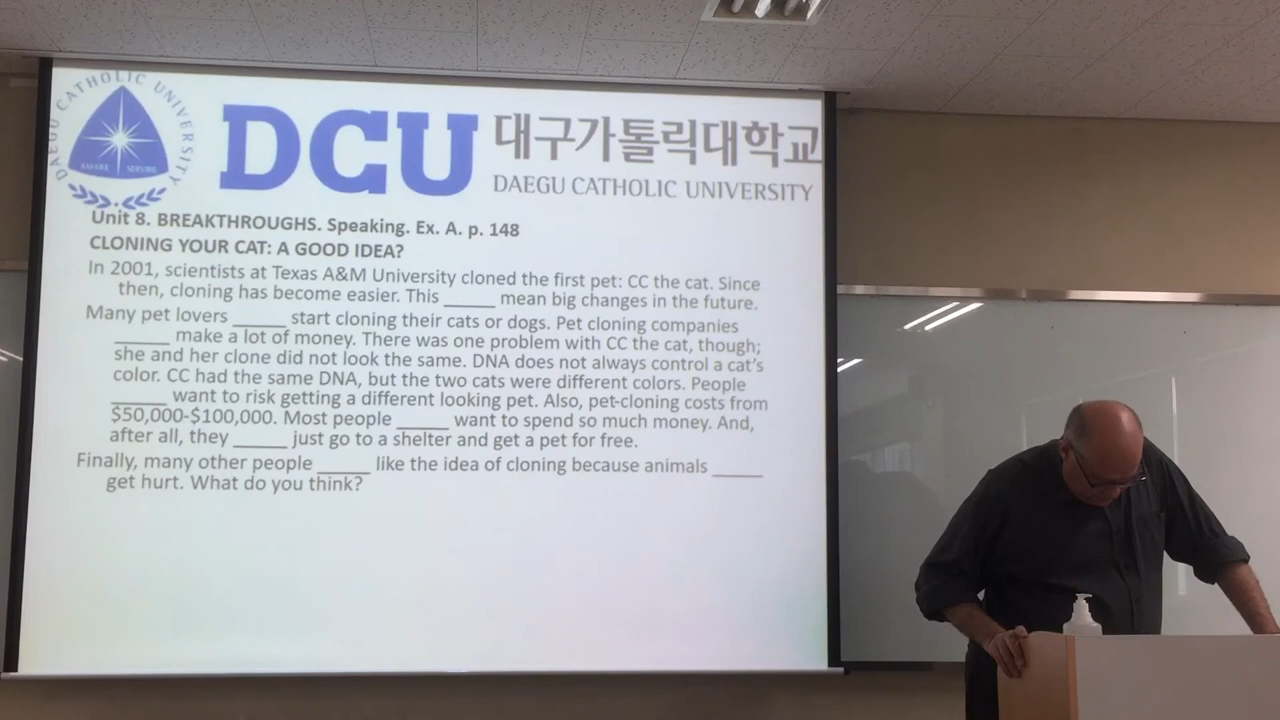 DAEGU CATHOLIC UNIVERSITY
AMARE SERVIRE
DCU
대구가톨릭대학교
DAEGU CATHOLIC UNIVERSITY
Unit 8. BREAKTHROUGHS. Speaking. Ex. A. p. 148
CLONING YOUR CAT: A GOOD IDEA?
In 2001, scientists at Texas A&M University cloned the first pet: CC the cat. Since
then, cloning has become easier. This _____ mean big changes in the future.
Many pet lovers _____ start cloning their cats or dogs. Pet cloning companies
_____ make a lot of money. There was one problem with CC the cat, though;
she and her clone did not look the same. DNA does not always control a cat's
color. CC had the same DNA, but the two cats were different colors. People
_____ want to risk getting a different looking pet. Also, pet-cloning costs from
$50,000-$100,000. Most people _____ want to spend so much money. And,
after all, they _____ just go to a shelter and get a pet for free.
Finally, many other people _____ like the idea of cloning because animals _____
get hurt. What do you think?